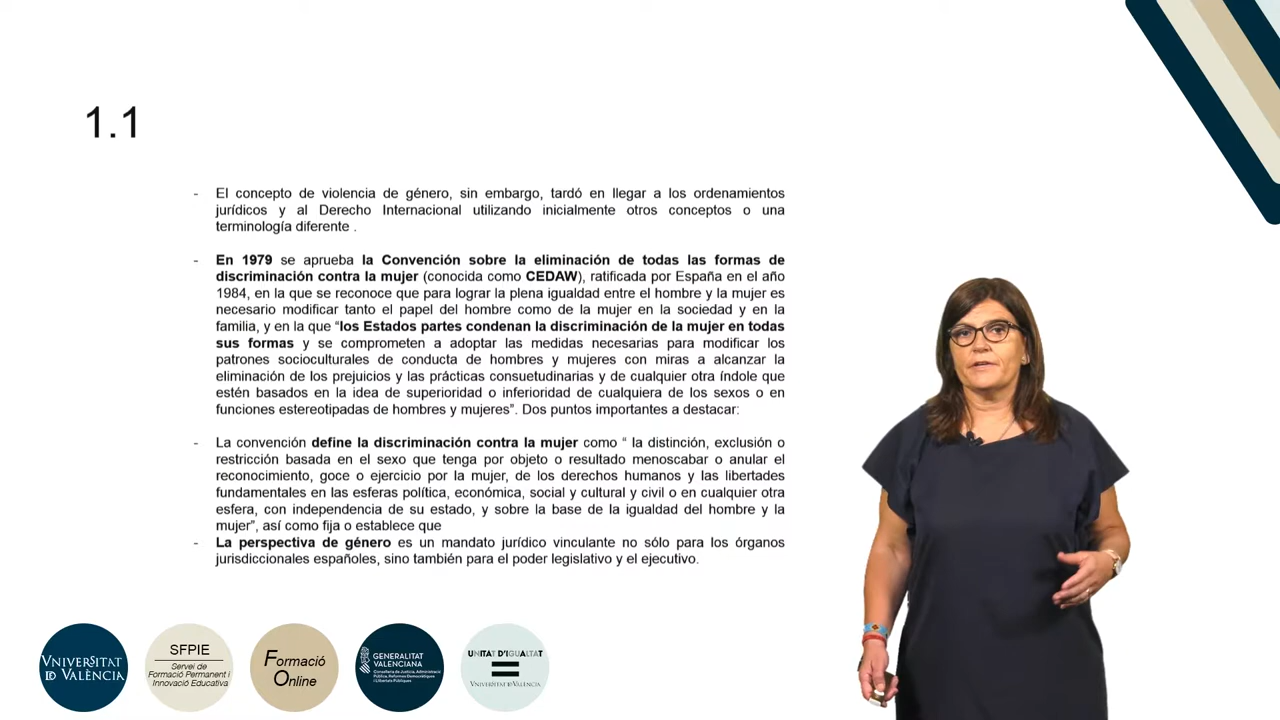 1.1
- El concepto de violencia de género, sin embargo, tardó en llegar a los ordenamientos
jurídicos y al Derecho Internacional utilizando inicialmente otros conceptos o una
terminología diferente .
- En 1979 se aprueba la Convención sobre la eliminación de todas las formas de
discriminación contra la mujer (conocida como CEDAW), ratificada por España en el año
1984, en la que se reconoce que para lograr la plena igualdad entre el hombre y la mujer es
necesario modificar tanto el papel del hombre como de la mujer en la sociedad y en la
familia, y en la que “los Estados partes condenan la discriminación de la mujer en todas
sus formas y se comprometen a adoptar las medidas necesarias para modificar los
patrones socioculturales de conducta de hombres y mujeres con miras a alcanzar la
eliminación de los prejuicios y las prácticas consuetudinarias y de cualquier otra índole que
estén basados en la idea de superioridad o inferioridad de cualquiera de los sexos o en
funciones estereotipadas de hombres y mujeres”. Dos puntos importantes a destacar:
- La convención define la discriminación contra la mujer como “ la distinción, exclusión o
restricción basada en el sexo que tenga por objeto o resultado menoscabar o anular el
reconocimiento, goce o ejercicio por la mujer, de los derechos humanos y las libertades
fundamentales en las esferas política, económica, social y cultural y civil o en cualquier otra
esfera, con independencia de su estado, y sobre la base de la igualdad del hombre y la
mujer”, así como fija o establece que
- La perspectiva de género es un mandato jurídico vinculante no sólo para los órganos
jurisdiccionales españoles, sino también para el poder legislativo y el ejecutivo.
VNIVERSITAT
ID VALÈNCIA
SFPIE
Servei de
Formació Permanent i
Innovació Educativa
Formació
Online
GENERALITAT
VALENCIANA
Conselleria de Justícia, Administració
Pública, Reformes Democràtiques
i Llibertats Públiques
UNITAT D'IGUALTAT
VNIVERSITAT ID VALÈNCIA